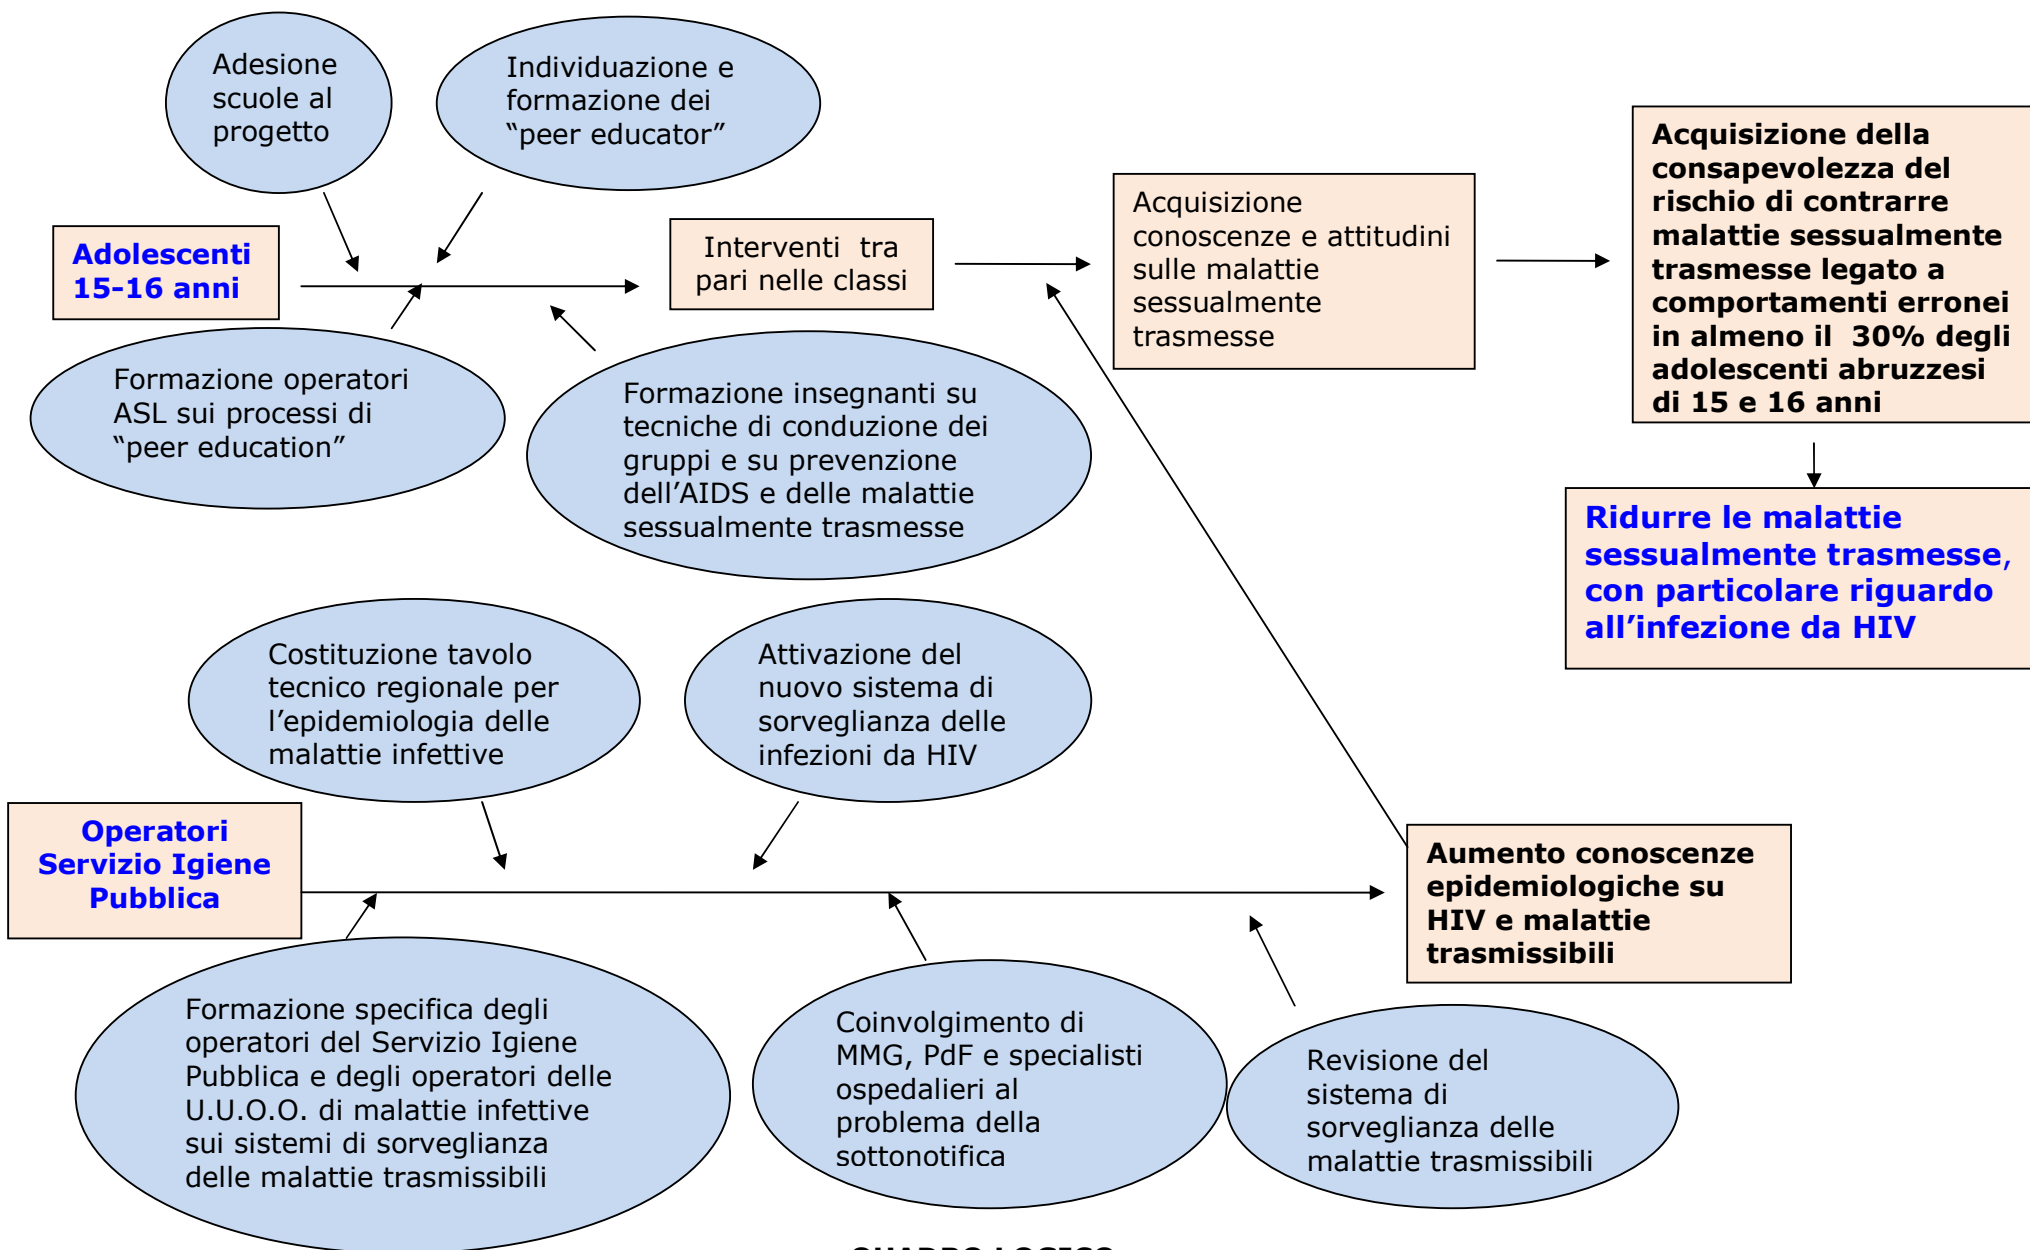 Adesione
scuole al
progetto
Individuazione e
formazione dei
“peer educator”
Adolescenti
15-16 anni
Interventi tra
pari nelle classi
Acquisizione
conoscenze e attitudini
sulle malattie
sessualmente
trasmesse
Acquisizione della
consapevolezza del
rischio di contrarre
malattie sessualmente
trasmesse legato a
comportamenti erronei
in almeno il 30% degli
adolescenti abruzzesi
di 15 e 16 anni
Formazione operatori
ASL sui processi di
“peer education”
Formazione insegnanti su
tecniche di conduzione dei
gruppi e su prevenzione
dell’AIDS e delle malattie
sessualmente trasmesse
Ridurre le malattie
sessualmente trasmesse,
con particolare riguardo
all’infezione da HIV
Costituzione tavolo
tecnico regionale per
l’epidemiologia delle
malattie infettive
Attivazione del
nuovo sistema di
sorveglianza delle
infezioni da HIV
Operatori
Servizio Igiene
Pubblica
Aumento conoscenze
epidemiologiche su
HIV e malattie
trasmissibili
Formazione specifica degli
operatori del Servizio Igiene
Pubblica e degli operatori delle
U.U.O.O. di malattie infettive
sui sistemi di sorveglianza
delle malattie trasmissibili
Coinvolgimento di
MMG, PdF e specialisti
ospedalieri al
problema della
sottonotifica
Revisione del
sistema di
sorveglianza delle
malattie trasmissibili
QUADRO LOGICO